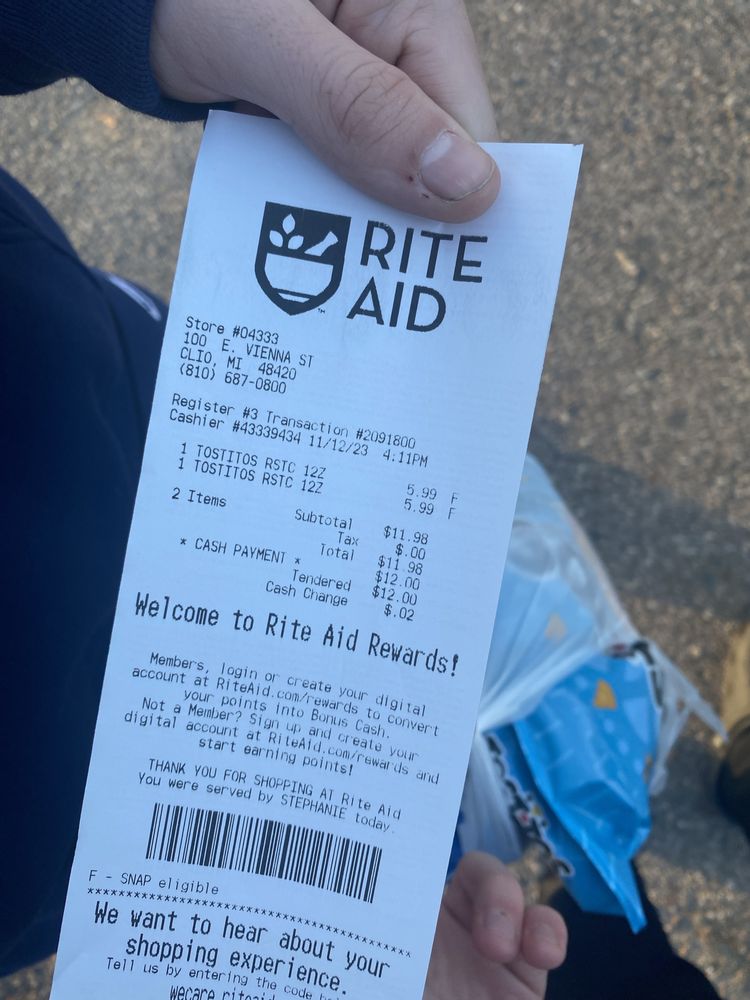 RITE
AID
TM
Store #04333
100 E. VIENNA ST
CLIO, MI 48420
(810) 687-0800
Register #3 Transaction #2091800
Cashier #43339434 11/12/23 4:11PM
1 TOSTITOS RSTC 12Z 5.99 F
1 TOSTITOS RSTC 12Z 5.99 F
2 Items
Subtotal $11.98
Tax $.00
Total $11.98
* CASH PAYMENT * $12.00
Tendered $12.00
Cash Change $.02
Welcome to Rite Aid Rewards!
Members, login or create your digital
account at RiteAid.com/rewards to convert
your points into Bonus Cash.
Not a Member? Sign up and create your
digital account at RiteAid.com/rewards and
start earning points!
THANK YOU FOR SHOPPING AT Rite Aid
You were served by STEPHANIE today.
F - SNAP eligible
******************************************
We want to hear about your
shopping experience.
Tell us by entering the code